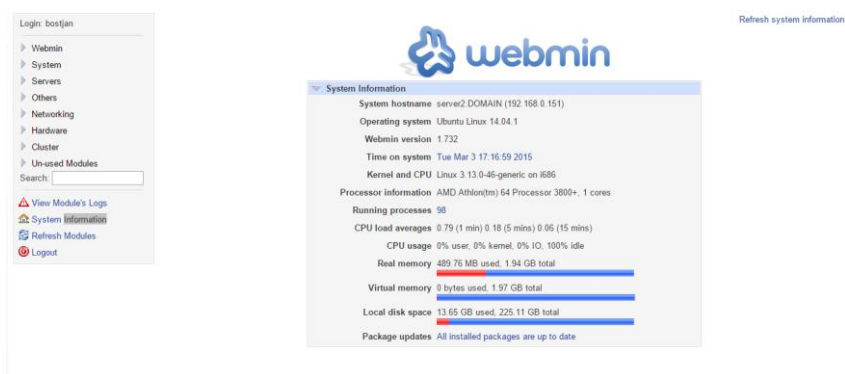 Login: bostjan
Webmin
System
Servers
Others
Networking
Hardware
Cluster
Un-used Modules
Search:
View Module's Logs
System Information
Refresh Modules
Logout
Refresh system information
webmin
System Information
System hostname server2.DOMAIN (192.168.0.151)
Operating system Ubuntu Linux 14.04.1
Webmin version 1.732
Time on system Tue Mar 3 17:16:59 2015
Kernel and CPU Linux 3.13.0-46-generic on i686
Processor information AMD Athlon(tm) 64 Processor 3800+, 1 cores
Running processes 98
CPU load averages 0.79 (1 min) 0.18 (5 mins) 0.06 (15 mins)
CPU usage 0% user, 0% kernel, 0% IO, 100% idle
Real memory 489.76 MB used, 1.94 GB total
Virtual memory 0 bytes used, 1.97 GB total
Local disk space 13.65 GB used, 225.11 GB total
Package updates All installed packages are up to date